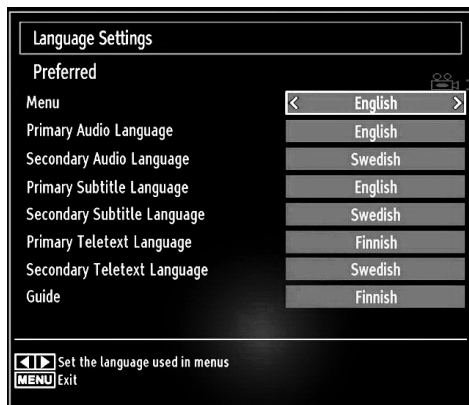 Language Settings
Preferred
Menu < English >
Primary Audio Language English
Secondary Audio Language Swedish
Primary Subtitle Language English
Secondary Subtitle Language Swedish
Primary Teletext Language Finnish
Secondary Teletext Language Swedish
Guide Finnish
Set the language used in menus
MENU Exit